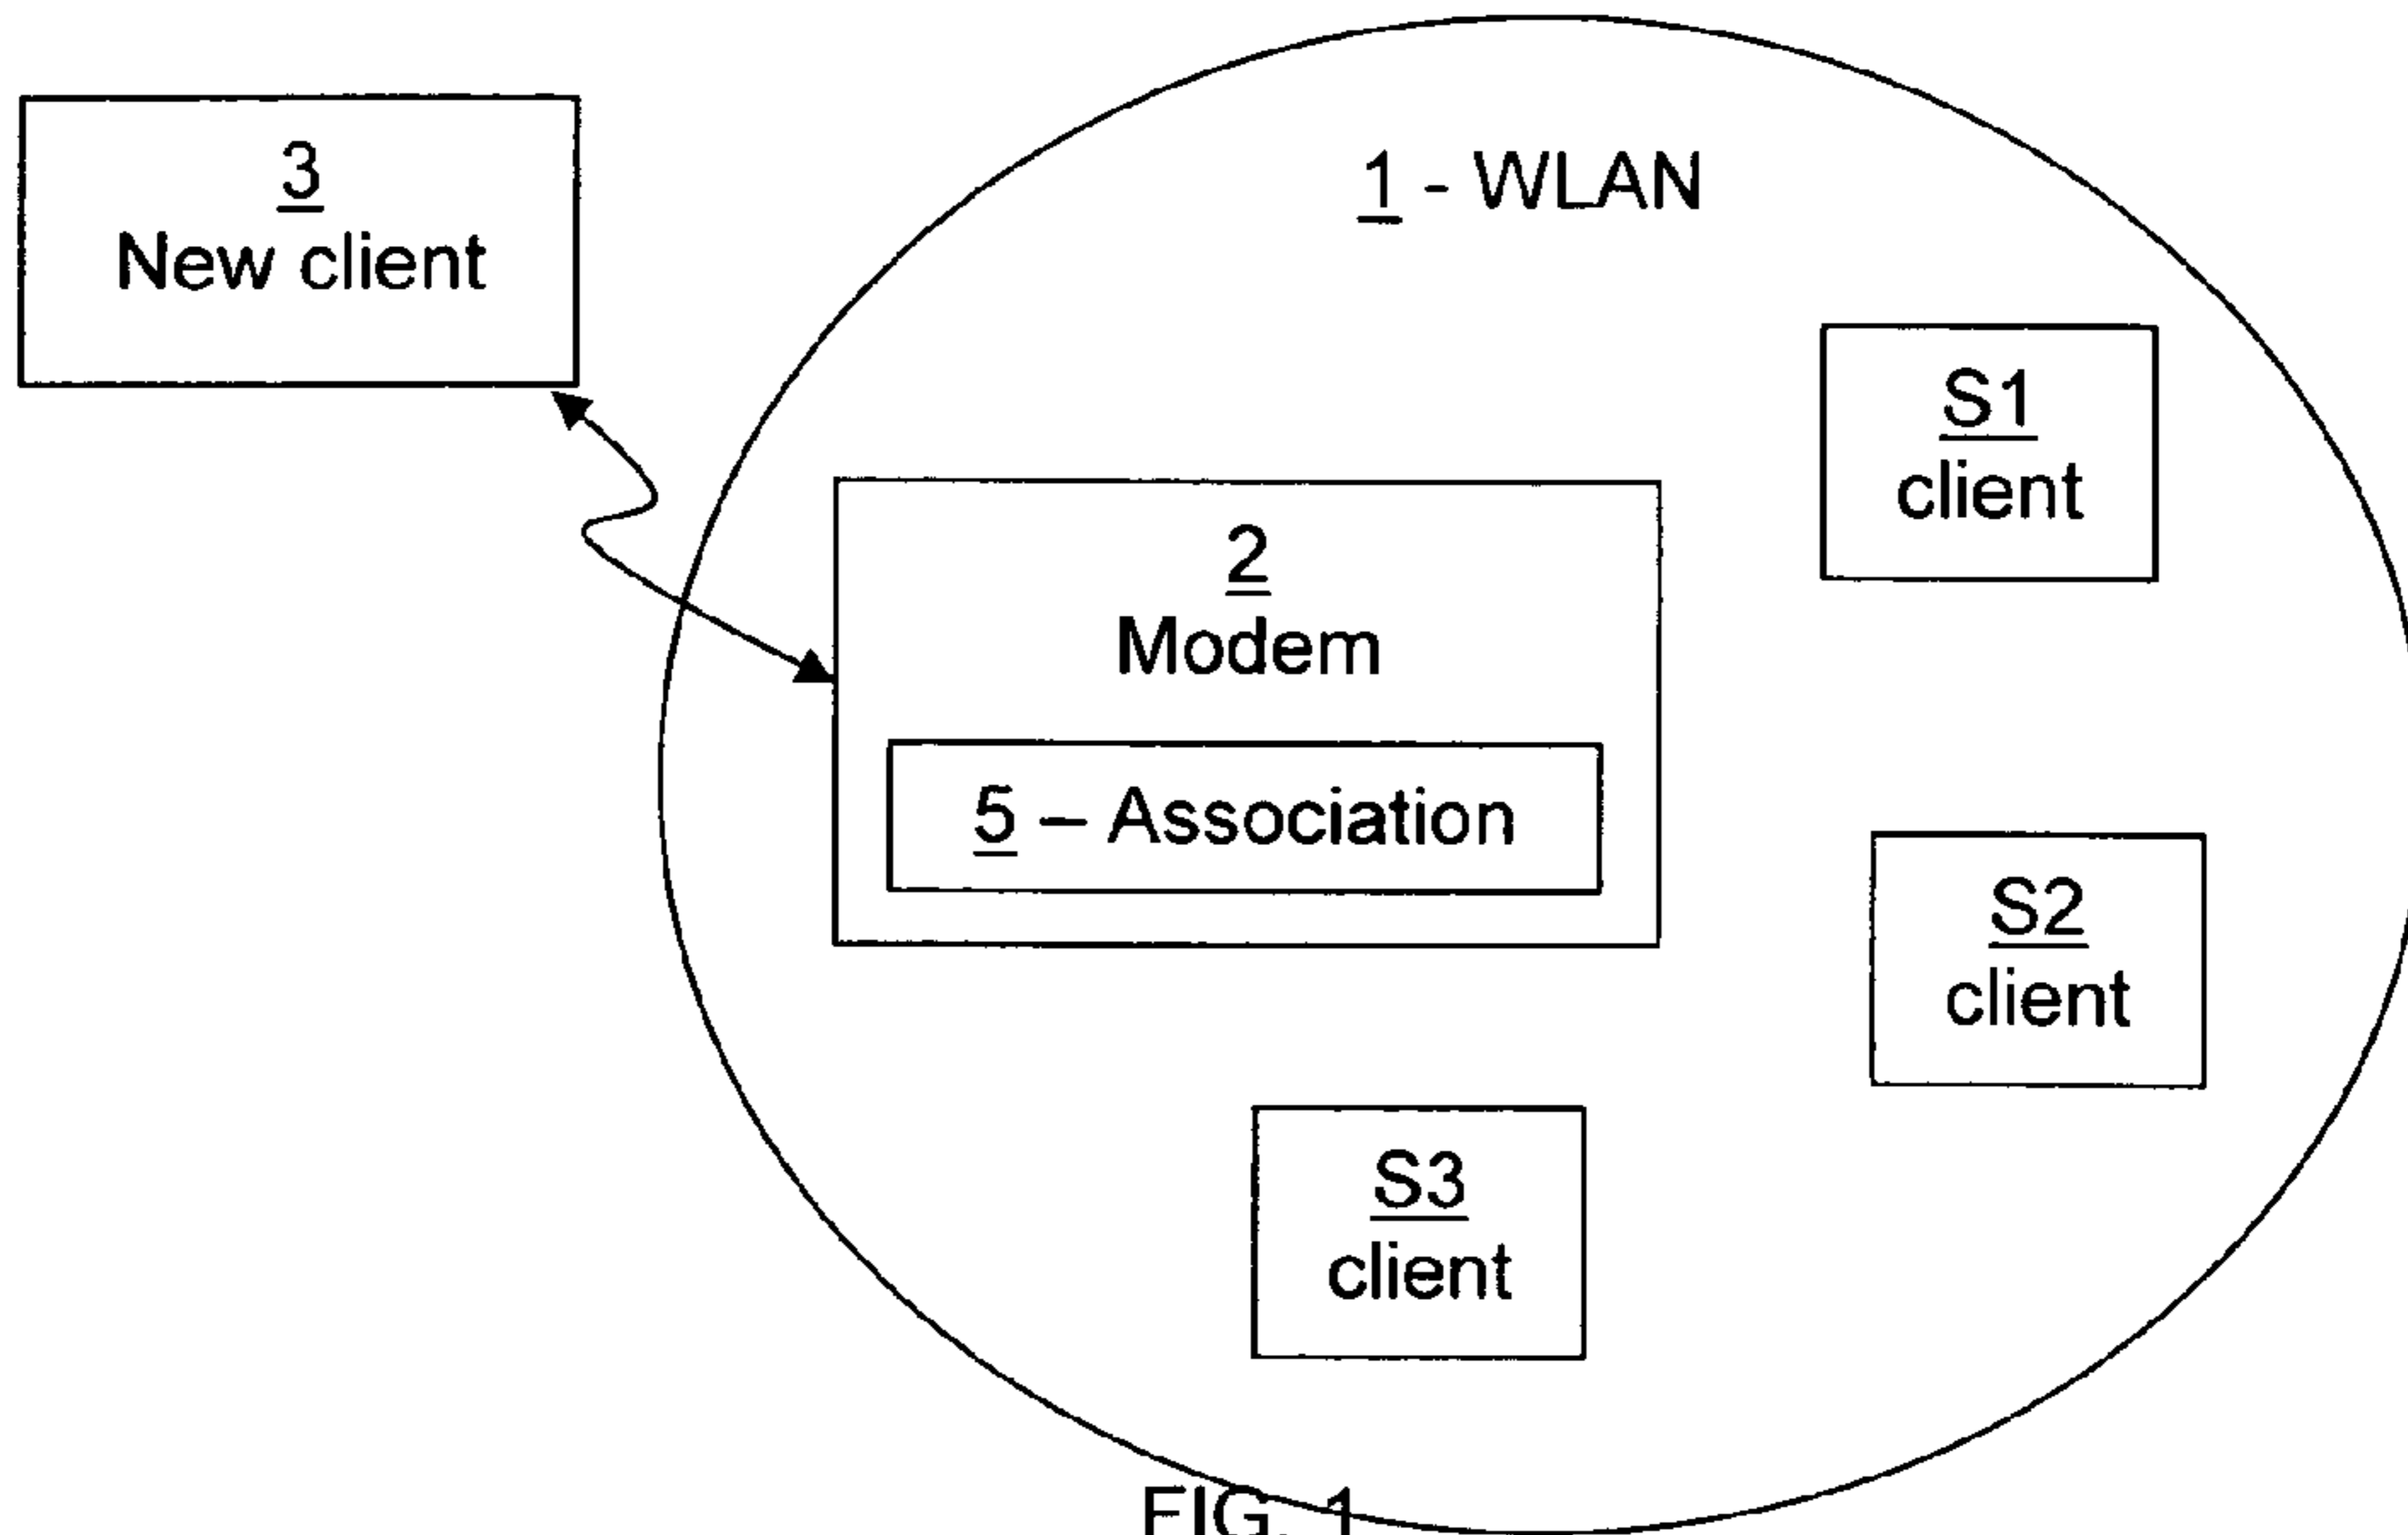 3
New client
1 - WLAN
S1
client
2
Modem
5 – Association
S2
client
S3
client
FIG. 1